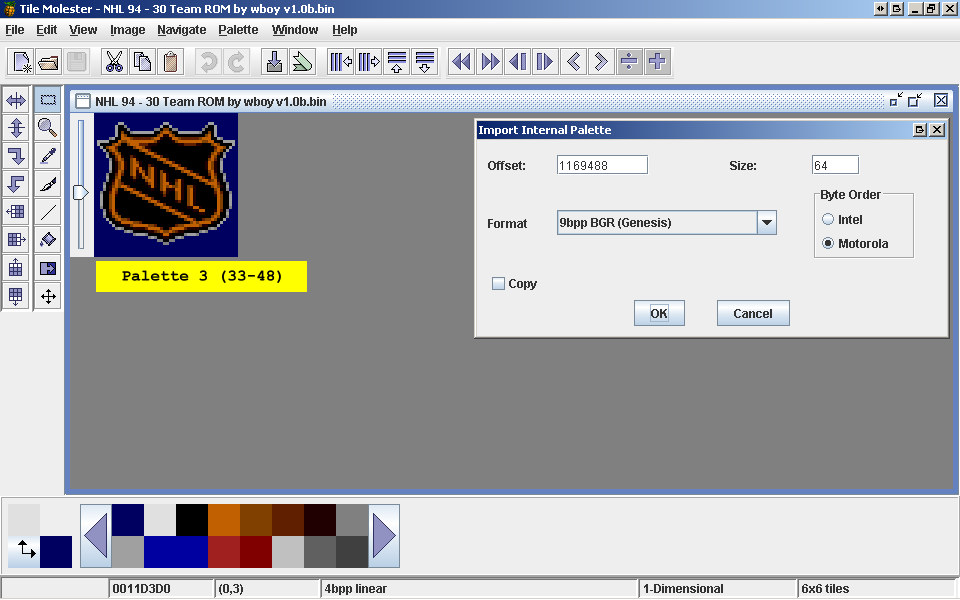 Tile Molester - NHL 94 - 30 Team ROM by wboy v1.0b.bin
File Edit View Image Navigate Palette Window Help
NHL 94 - 30 Team ROM by wboy v1.0b.bin
NHL
Palette 3 (33-48)
Import Internal Palette
Offset: 1169488 Size: 64
Byte Order
Format 9bpp BGR (Genesis) Intel
Motorola
Copy
OK Cancel
0011D3D0 (0,3) 4bpp linear 1-Dimensional 6x6 tiles